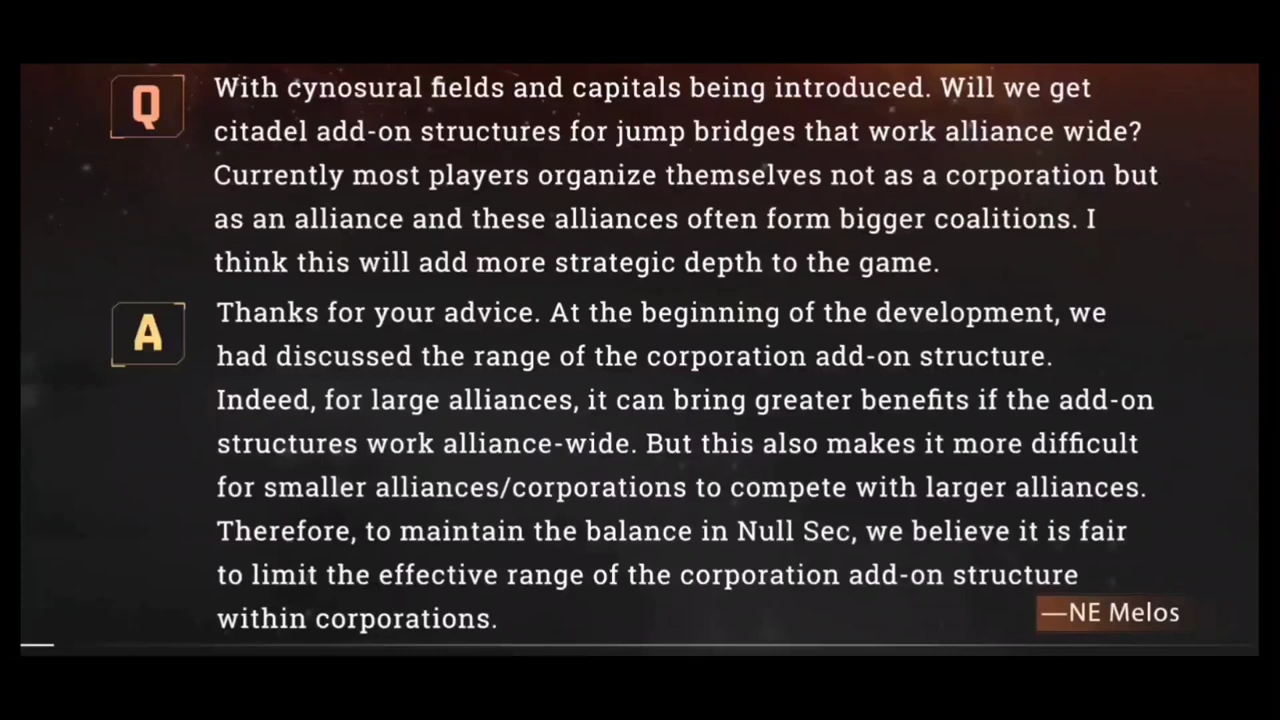 Q
With cynosural fields and capitals being introduced. Will we get
citadel add-on structures for jump bridges that work alliance wide?
Currently most players organize themselves not as a corporation but
as an alliance and these alliances often form bigger coalitions. I
think this will add more strategic depth to the game.
A
Thanks for your advice. At the beginning of the development, we
had discussed the range of the corporation add-on structure.
Indeed, for large alliances, it can bring greater benefits if the add-on
structures work alliance-wide. But this also makes it more difficult
for smaller alliances/corporations to compete with larger alliances.
Therefore, to maintain the balance in Null Sec, we believe it is fair
to limit the effective range of the corporation add-on structure
within corporations.
—NE Melos